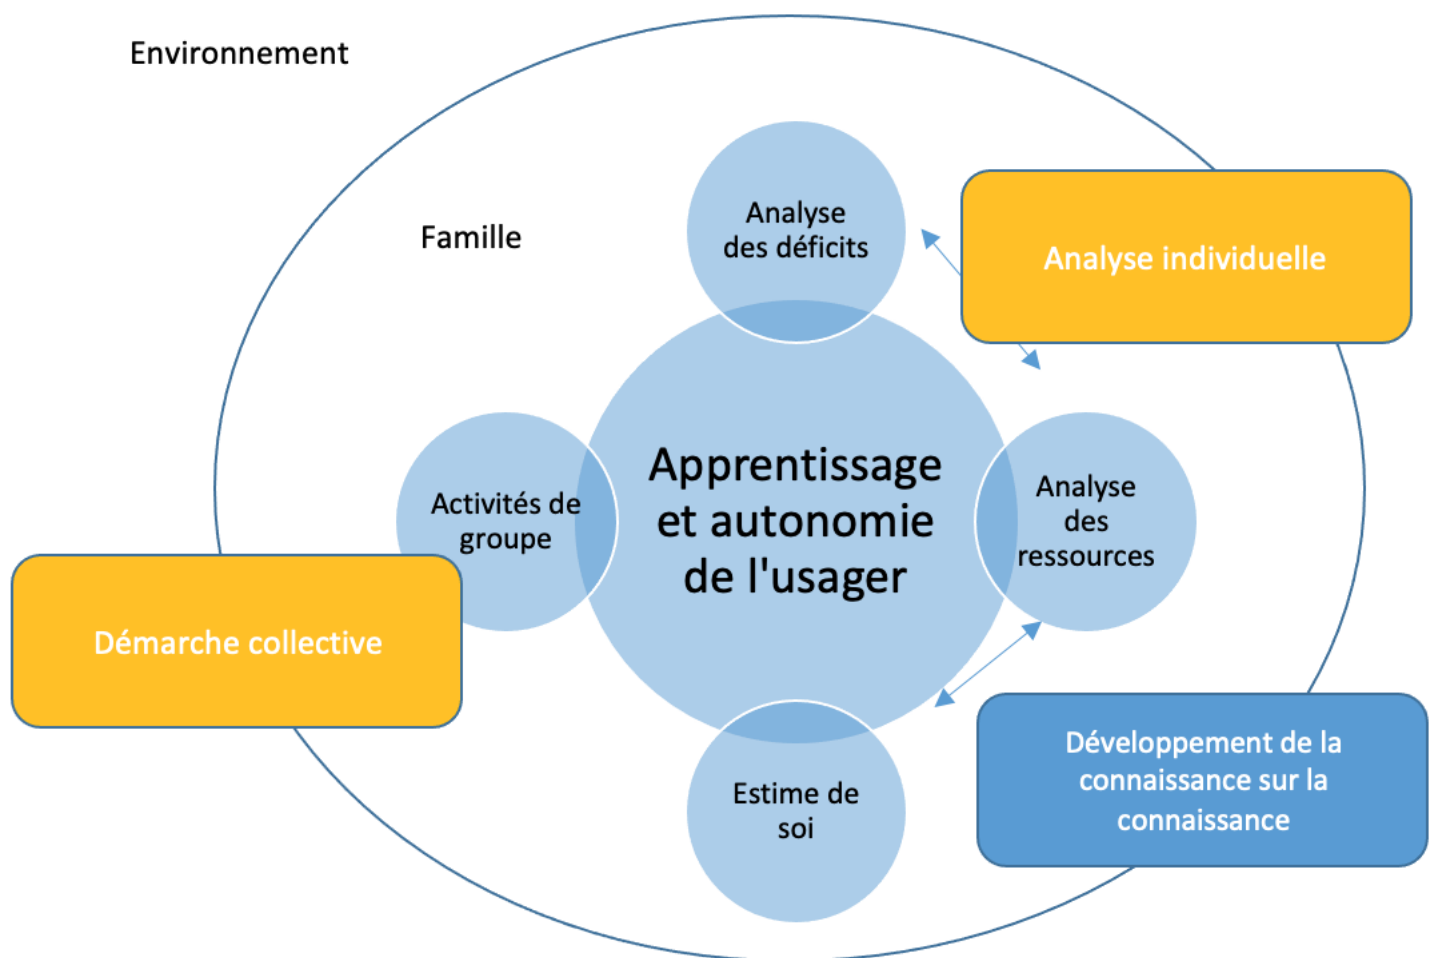 Environnement
Famille
Analyse
des déficits
Analyse individuelle
Apprentissage
et autonomie
de l'usager
Activités de
groupe
Analyse
des
ressources
Démarche collective
Estime de
soi
Développement de la
connaissance sur la
connaissance